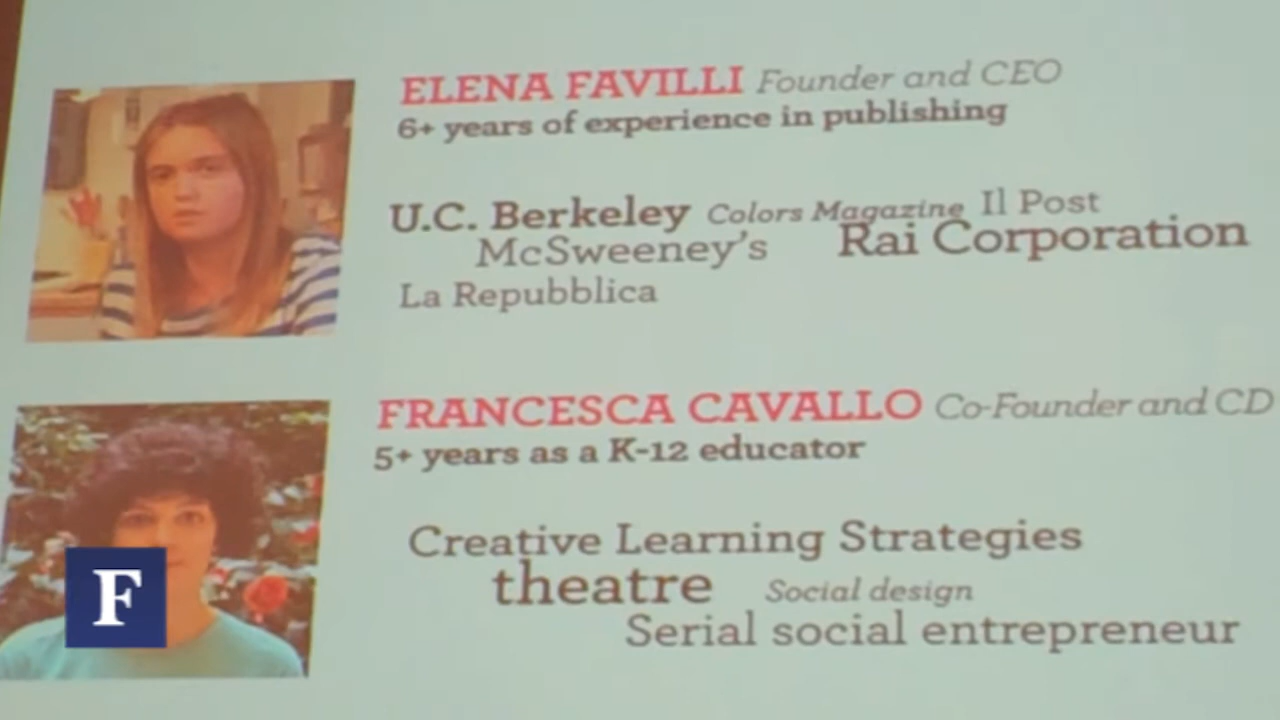 ELENA FAVILLI Founder and CEO
6+ years of experience in publishing
U.C. Berkeley Colors Magazine Il Post
McSweeney's Rai Corporation
La Repubblica
FRANCESCA CAVALLO Co-Founder and CD
5+ years as a K-12 educator
Creative Learning Strategies
theatre Social design
Serial social entrepreneur
F